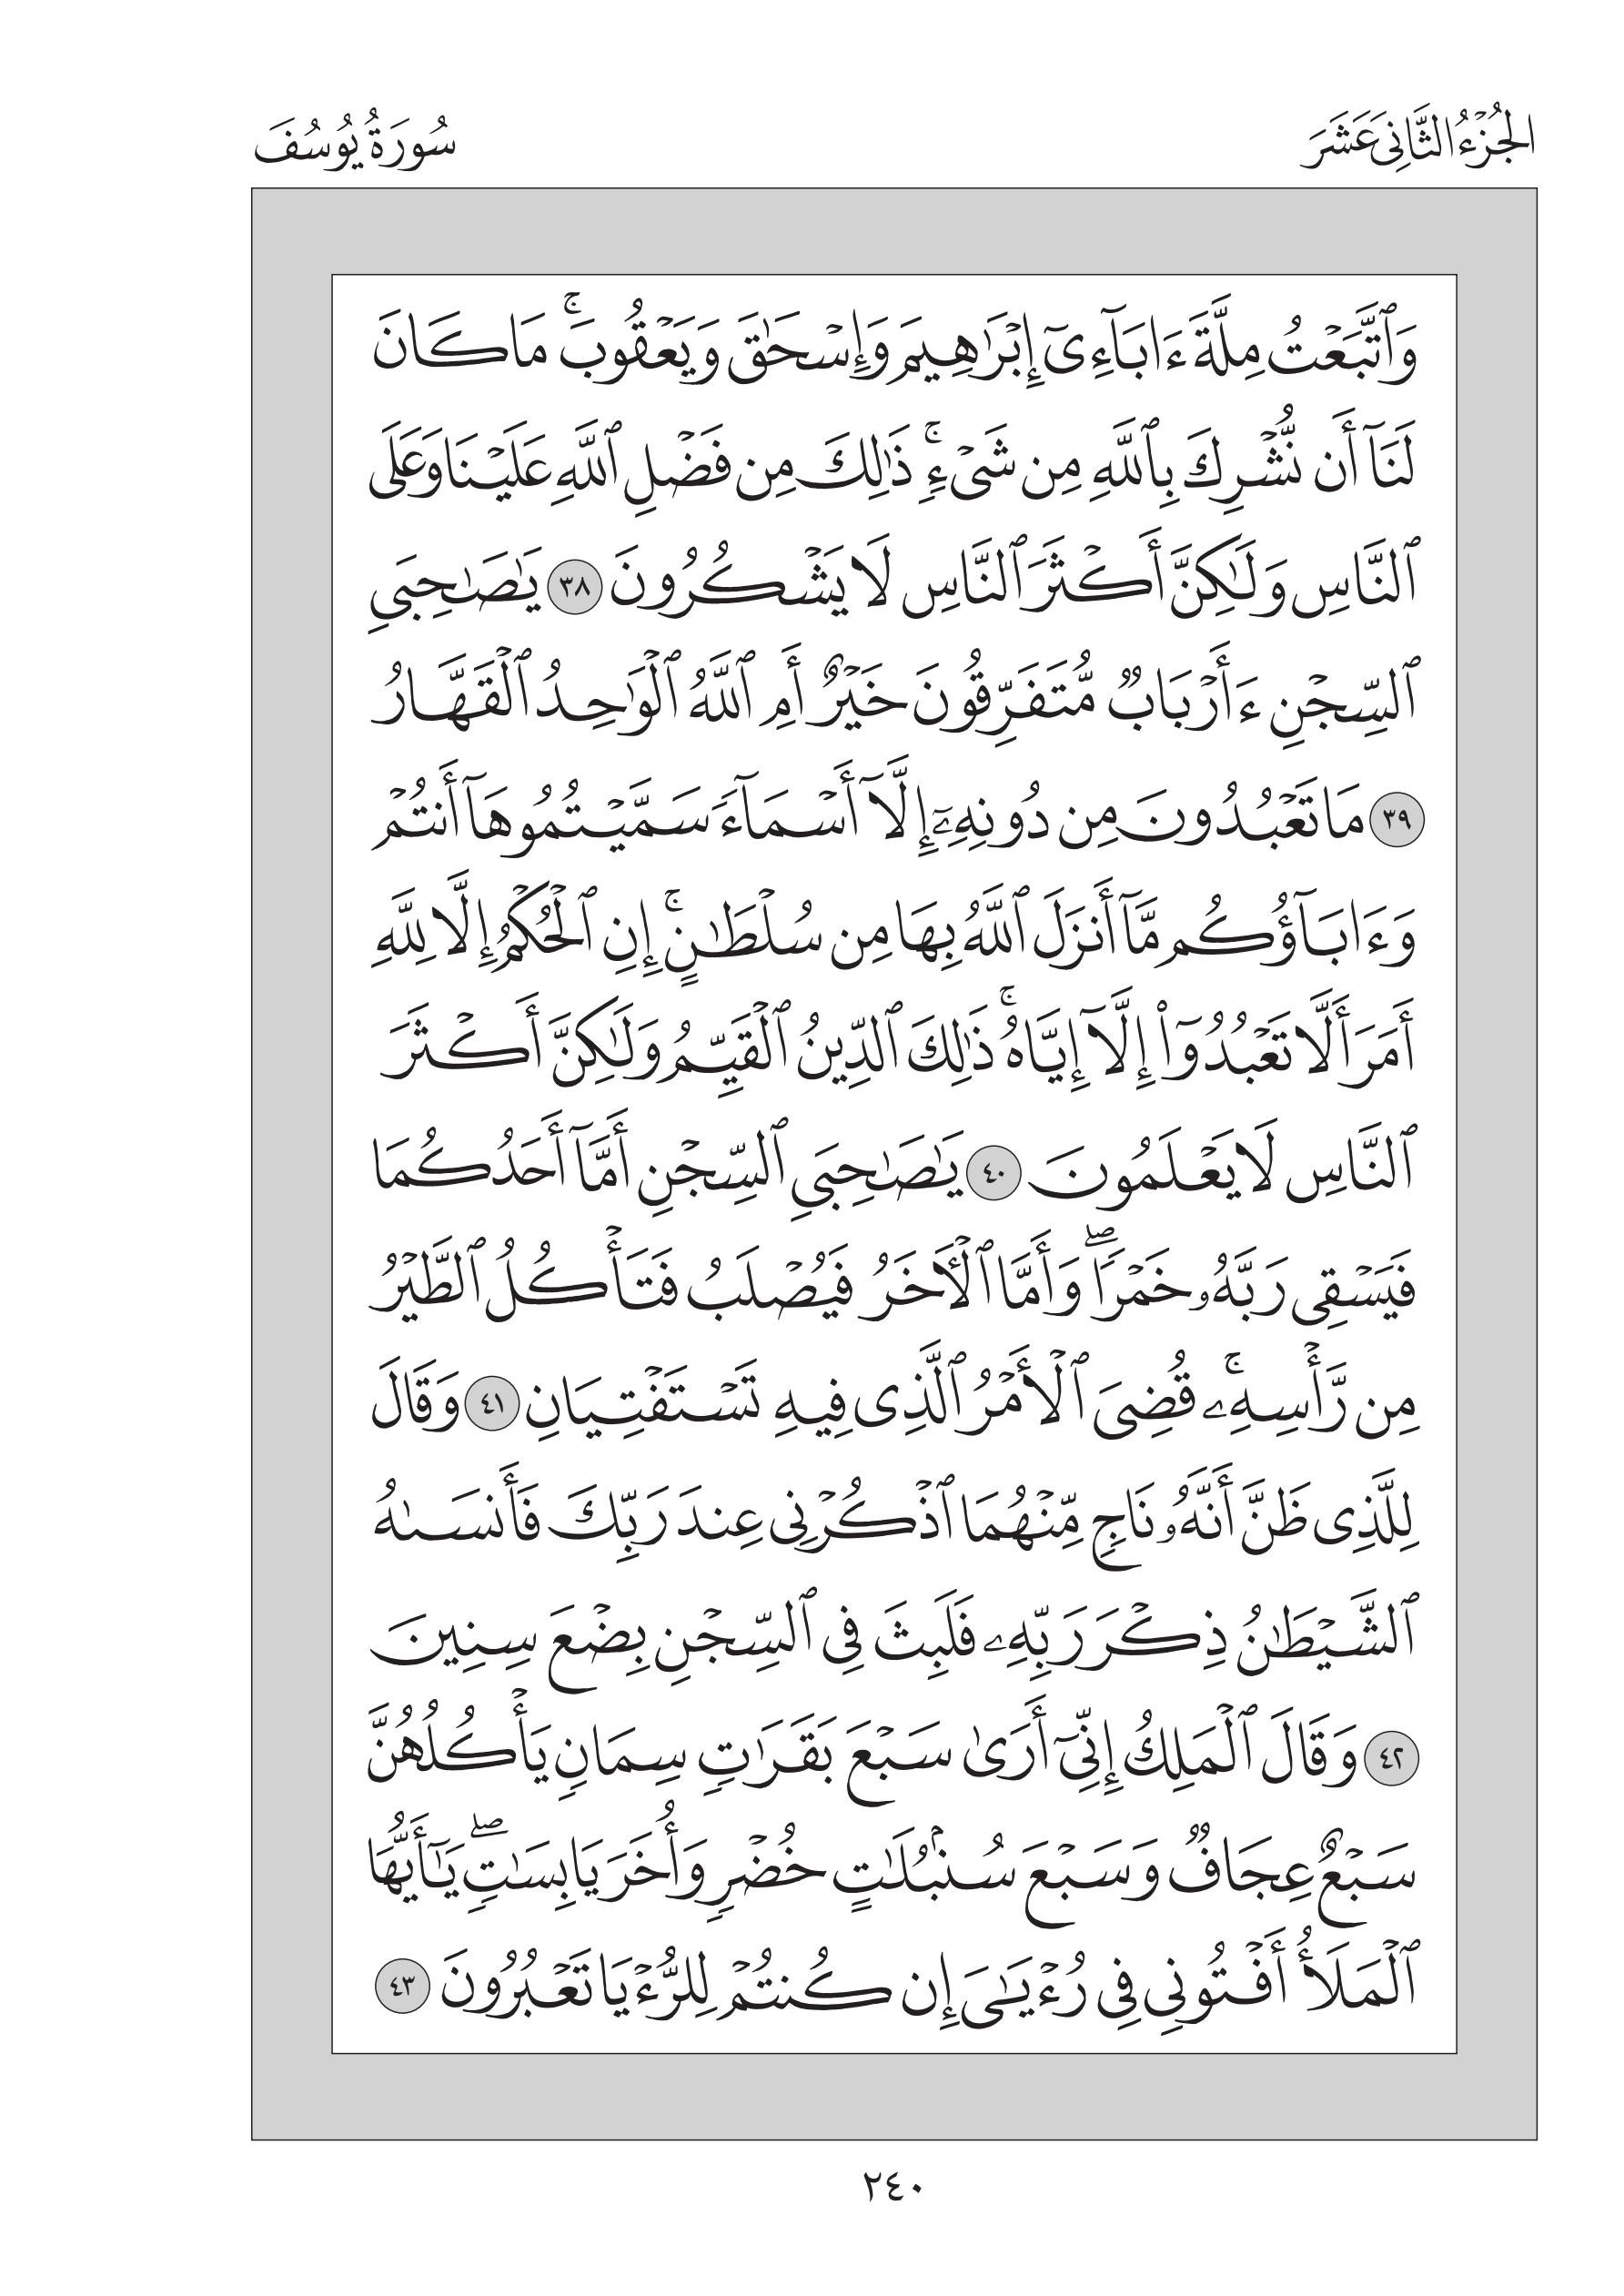 الجُزْءُ الثَّانِي عَشَرَ
سُورَةُ يُوسُفَ
وَٱتَّبَعْتُ مِلَّةَ ءَابَآءِىٓ إِبْرَٰهِيمَ وَإِسْحَٰقَ وَيَعْقُوبَ ۚ مَا كَانَ
لَنَآ أَن نُّشْرِكَ بِٱللَّهِ مِن شَىْءٍ ۚ ذَٰلِكَ مِن فَضْلِ ٱللَّهِ عَلَيْنَا وَعَلَى
ٱلنَّاسِ وَلَٰكِنَّ أَكْثَرَ ٱلنَّاسِ لَا يَشْكُرُونَ ٣٨ يَٰصَٰحِبَىِ
ٱلسِّجْنِ ءَأَرْبَابٌ مُّتَفَرِّقُونَ خَيْرٌ أَمِ ٱللَّهُ ٱلْوَٰحِدُ ٱلْقَهَّارُ
٣٩ مَا تَعْبُدُونَ مِن دُونِهِۦٓ إِلَّآ أَسْمَآءً سَمَّيْتُمُوهَآ أَنتُمْ
وَءَابَآؤُكُم مَّآ أَنزَلَ ٱللَّهُ بِهَا مِن سُلْطَٰنٍ ۚ إِنِ ٱلْحُكْمُ إِلَّا لِلَّهِ
أَمَرَ أَلَّا تَعْبُدُوٓا۟ إِلَّآ إِيَّاهُ ۚ ذَٰلِكَ ٱلدِّينُ ٱلْقَيِّمُ وَلَٰكِنَّ أَكْثَرَ
ٱلنَّاسِ لَا يَعْلَمُونَ ٤٠ يَٰصَٰحِبَىِ ٱلسِّجْنِ أَمَّآ أَحَدُكُمَا
فَيَسْقِى رَبَّهُۥ خَمْرًا ۖ وَأَمَّا ٱلْـَٔاخَرُ فَيُصْلَبُ فَتَأْكُلُ ٱلطَّيْرُ
مِن رَّأْسِهِۦ ۚ قُضِىَ ٱلْأَمْرُ ٱلَّذِى فِيهِ تَسْتَفْتِيَانِ ٤١ وَقَالَ
لِلَّذِى ظَنَّ أَنَّهُۥ نَاجٍ مِّنْهُمَا ٱذْكُرْنِى عِندَ رَبِّكَ فَأَنسَىٰهُ
ٱلشَّيْطَٰنُ ذِكْرَ رَبِّهِۦ فَلَبِثَ فِى ٱلسِّجْنِ بِضْعَ سِنِينَ
٤٢ وَقَالَ ٱلْمَلِكُ إِنِّىٓ أَرَىٰ سَبْعَ بَقَرَٰتٍ سِمَانٍ يَأْكُلُهُنَّ
سَبْعٌ عِجَافٌ وَسَبْعَ سُنۢبُلَٰتٍ خُضْرٍ وَأُخَرَ يَابِسَٰتٍ ۖ يَٰٓأَيُّهَا
ٱلْمَلَأُ أَفْتُونِى فِى رُءْيَٰىَ إِن كُنتُمْ لِلرُّءْيَا تَعْبُرُونَ ٤٣
٢٤٠